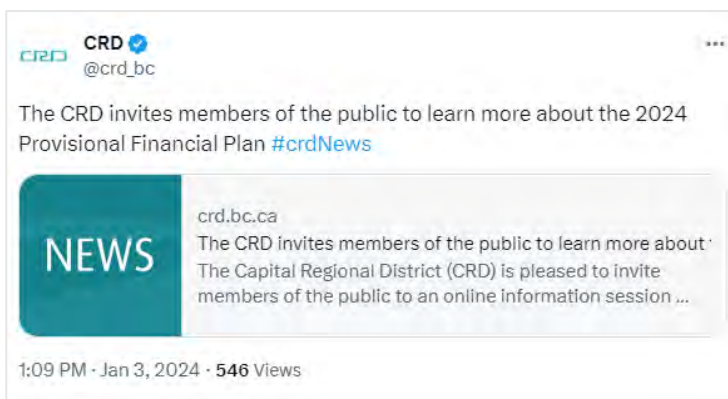 CRD
CRD
@crd_bc
The CRD invites members of the public to learn more about the 2024
Provisional Financial Plan #crdNews
NEWS
crd.bc.ca
The CRD invites members of the public to learn more about
The Capital Regional District (CRD) is pleased to invite
members of the public to an online information session ...
1:09 PM · Jan 3, 2024 · 546 Views